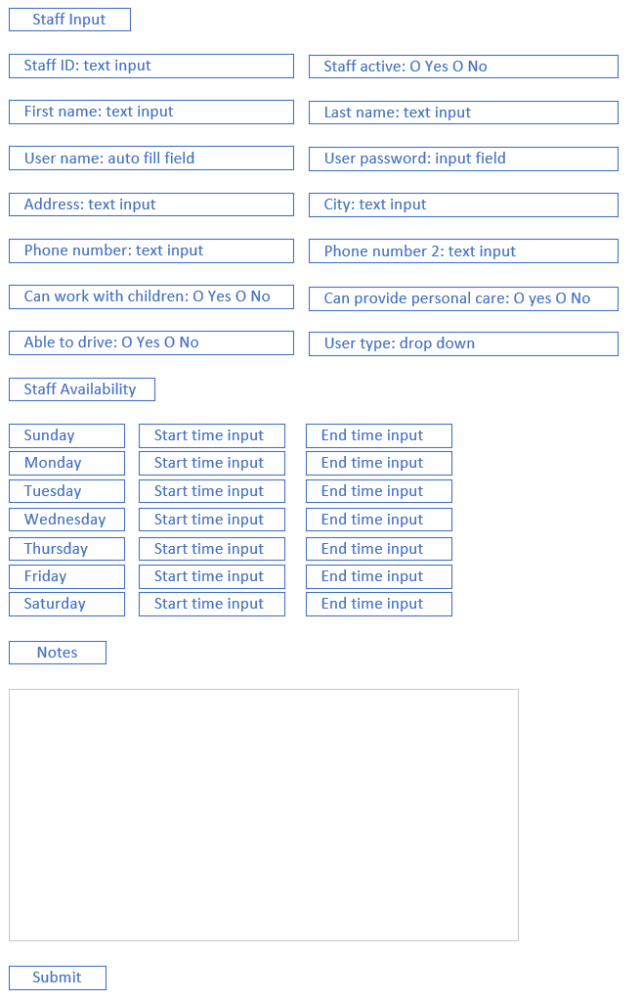 Staff Input
Staff ID: text input
Staff active: O Yes O No
First name: text input
Last name: text input
User name: auto fill field
User password: input field
Address: text input
City: text input
Phone number: text input
Phone number 2: text input
Can work with children: O Yes O No
Can provide personal care: O yes O No
Able to drive: O Yes O No
User type: drop down
Staff Availability
Sunday Start time input End time input
Monday Start time input End time input
Tuesday Start time input End time input
Wednesday Start time input End time input
Thursday Start time input End time input
Friday Start time input End time input
Saturday Start time input End time input
Notes
Submit